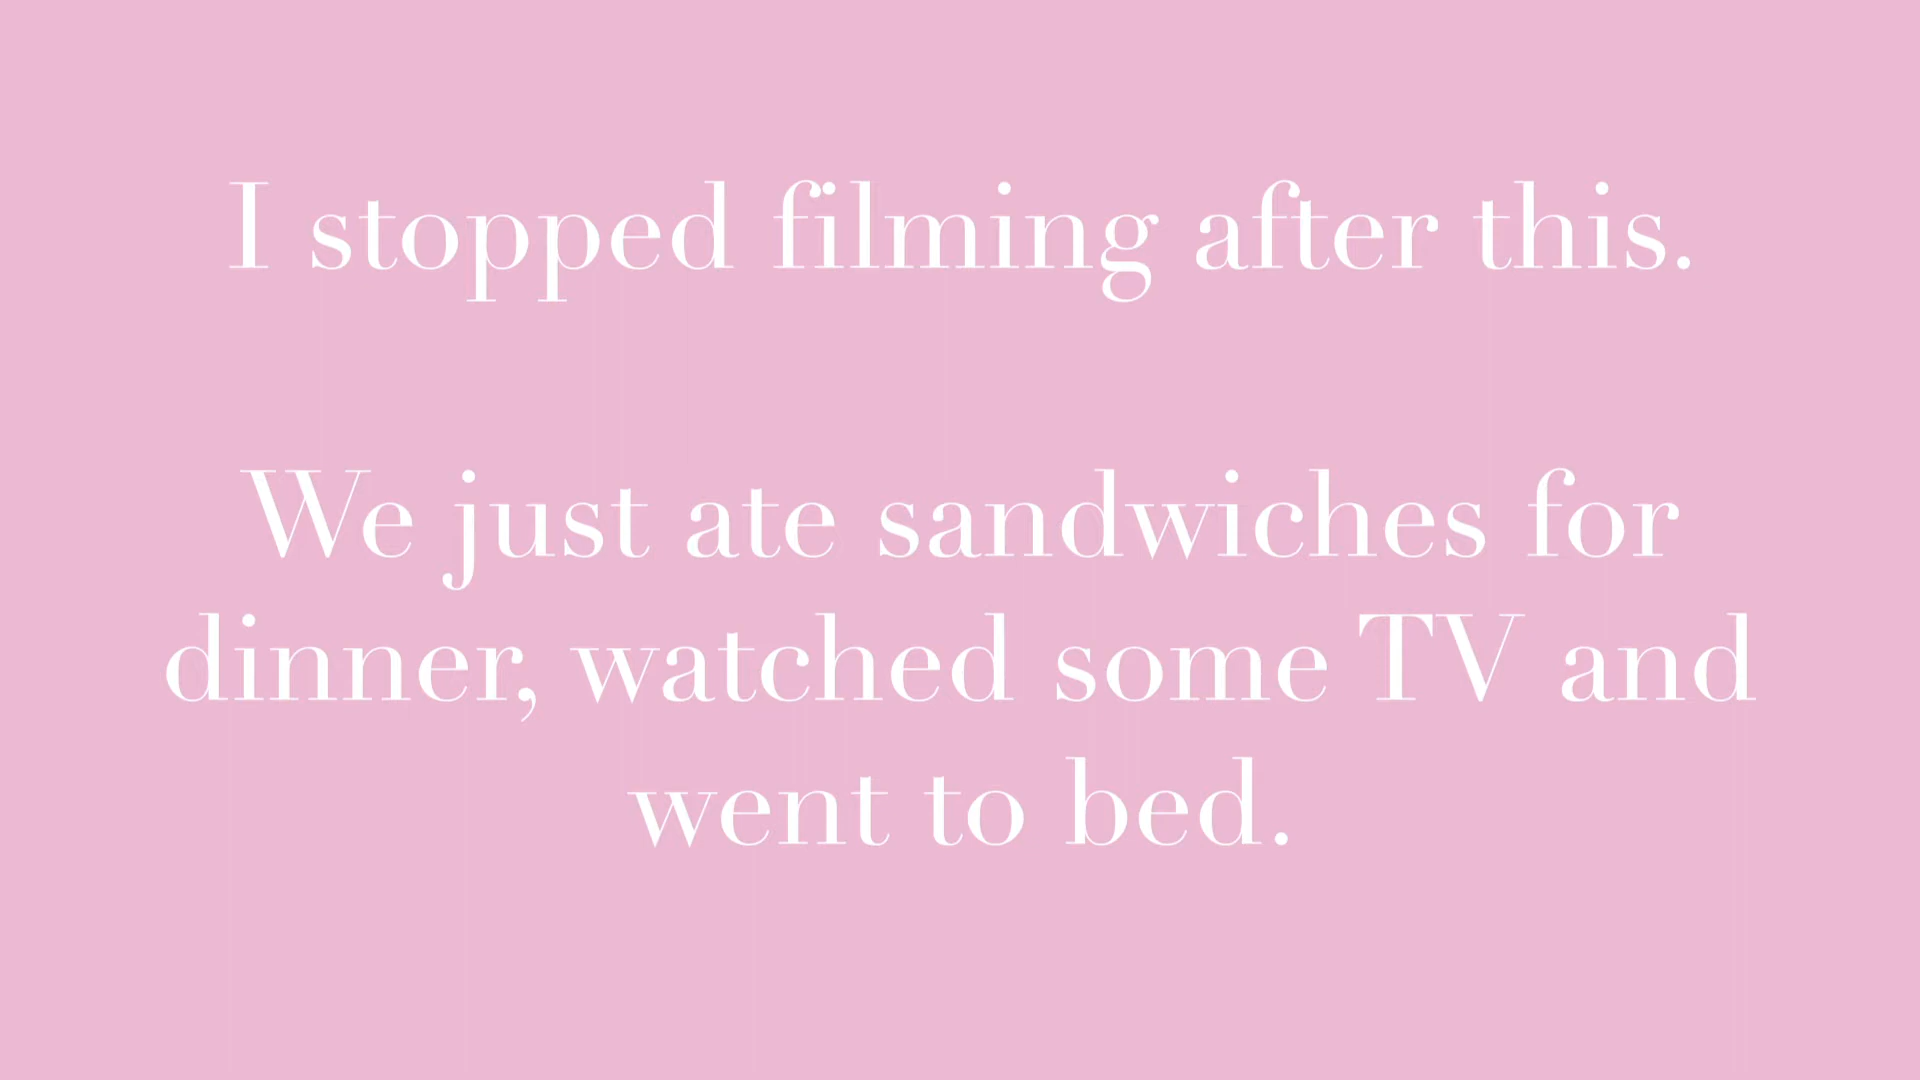 I stopped filming after this.
We just ate sandwiches for
dinner, watched some TV and
went to bed.